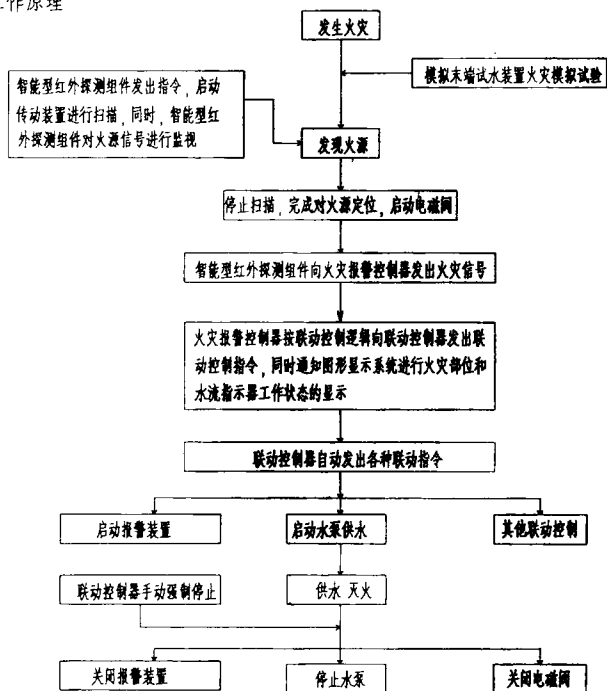 工作原理
发生火灾
模拟末端试水装置火灾模拟试验
智能型红外探测组件发出指令，启动
传动装置进行扫描，同时，智能型红
外探测组件对火源信号进行监视
发现火源
停止扫描，完成对火源定位，启动电磁阀
智能型红外探测组件向火灾报警控制器发出火灾信号
火灾报警控制器按联动控制逻辑向联动控制器发出联
动控制指令，同时通知图形显示系统进行火灾部位和
水流指示器工作状态的显示
联动控制器自动发出各种联动指令
启动报警装置
启动水泵供水
其他联动控制
联动控制器手动强制停止
供水 灭火
关闭报警装置
停止水泵
关闭电磁阀